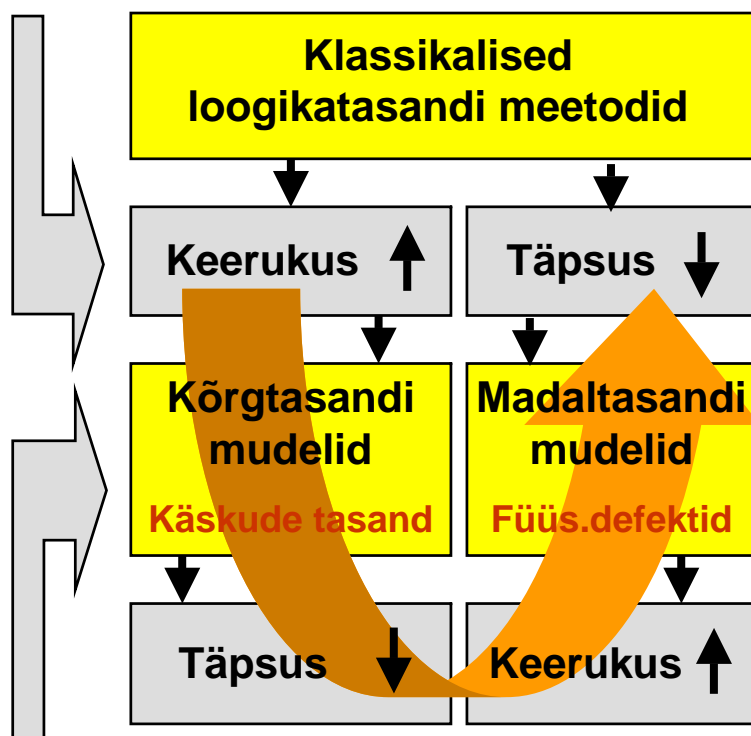 Klassikalised
loogikatasandi meetodid
Keerukus
Täpsus
Kõrgtasandi
mudelid
Käskude tasand
Madaltasandi
mudelid
Füüs.defektid
Täpsus
Keerukus